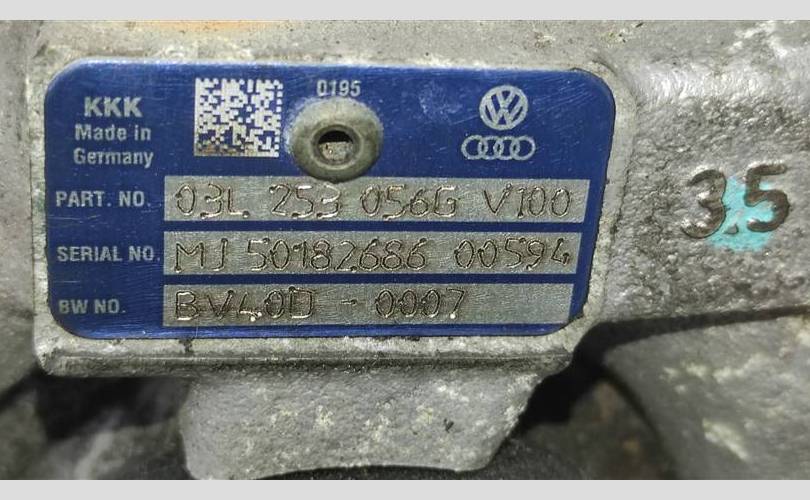 0195
KKK
Made in
Germany
PART. NO. 03L 253 056G V100
SERIAL NO. MJ 50182686 00594
BW NO. BV40D - 0007
3.5